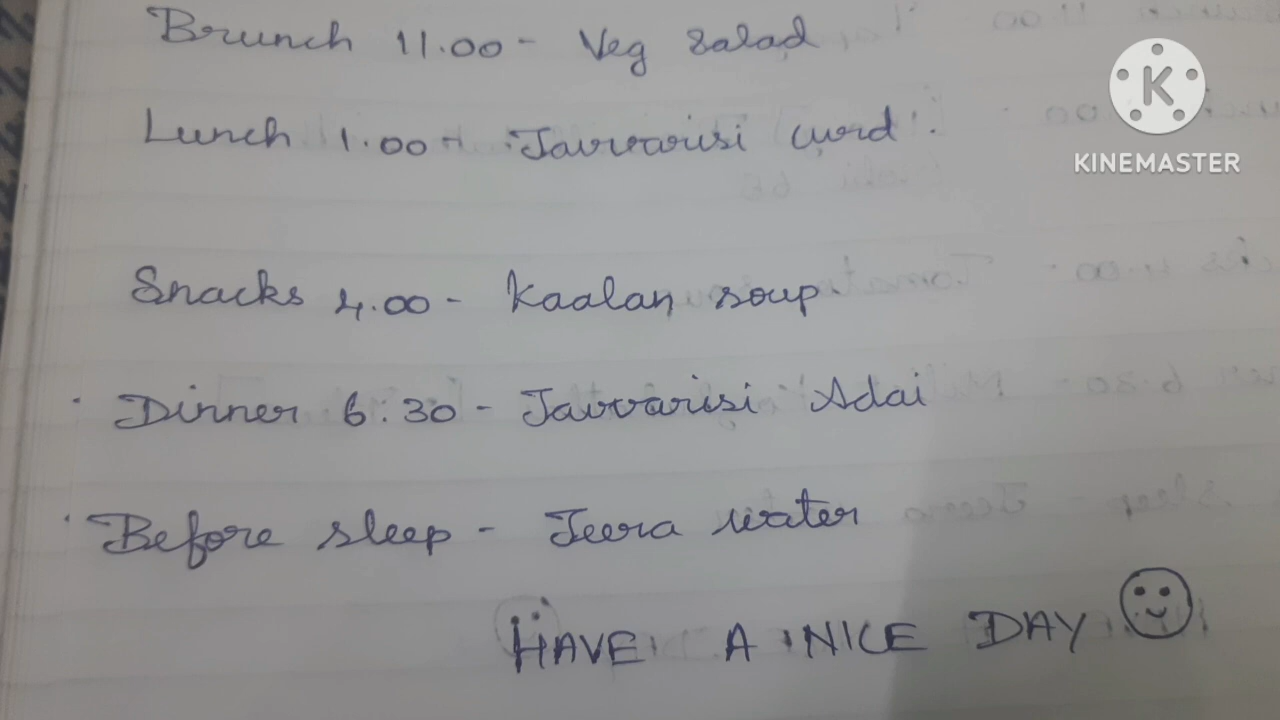 Brunch 11.00 - Veg salad
KINEMASTER
Lunch 1.00 - Javvarisi curd.
Snacks 4.00 - Kaalan soup.
Dinner 6.30 - Javvarisi Adai
Before sleep - Jeera water
HAVE A NICE DAY